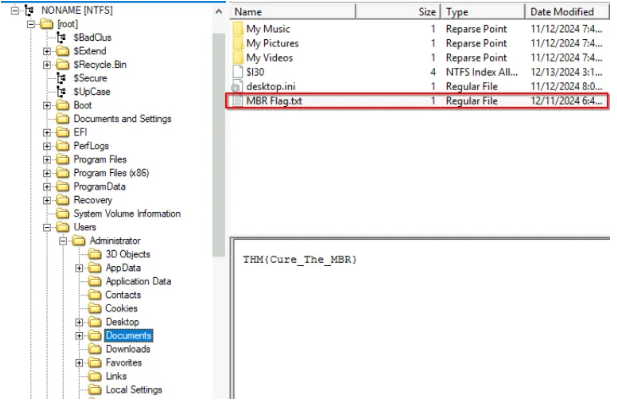 NONAME [NTFS]
[root]
$BadClus
$Extend
$Recycle.Bin
$Secure
$UpCase
Boot
Documents and Settings
EFI
PerfLogs
Program Files
Program Files (x86)
ProgramData
Recovery
System Volume Information
Users
Administrator
3D Objects
AppData
Application Data
Contacts
Cookies
Desktop
Documents
Downloads
Favorites
Links
Local Settings
Name Size Type Date Modified
My Music 1 Reparse Point 11/12/2024 7:4...
My Pictures 1 Reparse Point 11/12/2024 7:4...
My Videos 1 Reparse Point 11/12/2024 7:4...
$I30 4 NTFS Index All... 12/13/2024 3:1...
desktop.ini 1 Regular File 11/12/2024 8:0...
MBR Flag.txt 1 Regular File 12/11/2024 6:4...
THM{Cure_The_MBR}